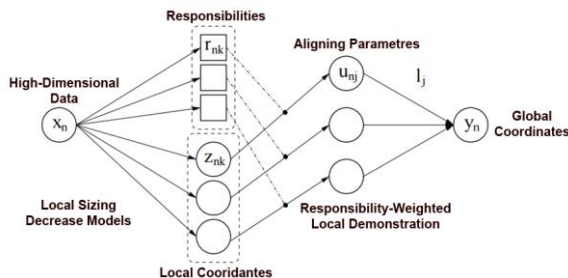 Responsibilities
r_nk
Aligning Parametres
High-Dimensional
Data
u_nj
l_j
x_n
Global
Coordinates
y_n
z_nk
Local Sizing
Decrease Models
Responsibility-Weighted
Local Demonstration
Local Cooridantes